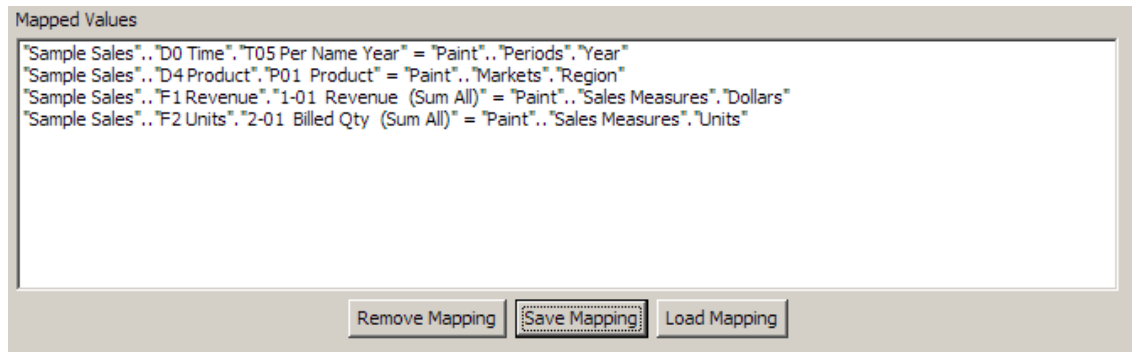 Mapped Values
"Sample Sales".."D0 Time"."T05 Per Name Year" = "Paint".."Periods"."Year"
"Sample Sales".."D4 Product"."P01  Product" = "Paint".."Markets"."Region"
"Sample Sales".."F1 Revenue"."1-01  Revenue  (Sum All)" = "Paint".."Sales Measures"."Dollars"
"Sample Sales".."F2 Units"."2-01  Billed Qty  (Sum All)" = "Paint".."Sales Measures"."Units"
Remove Mapping Save Mapping Load Mapping